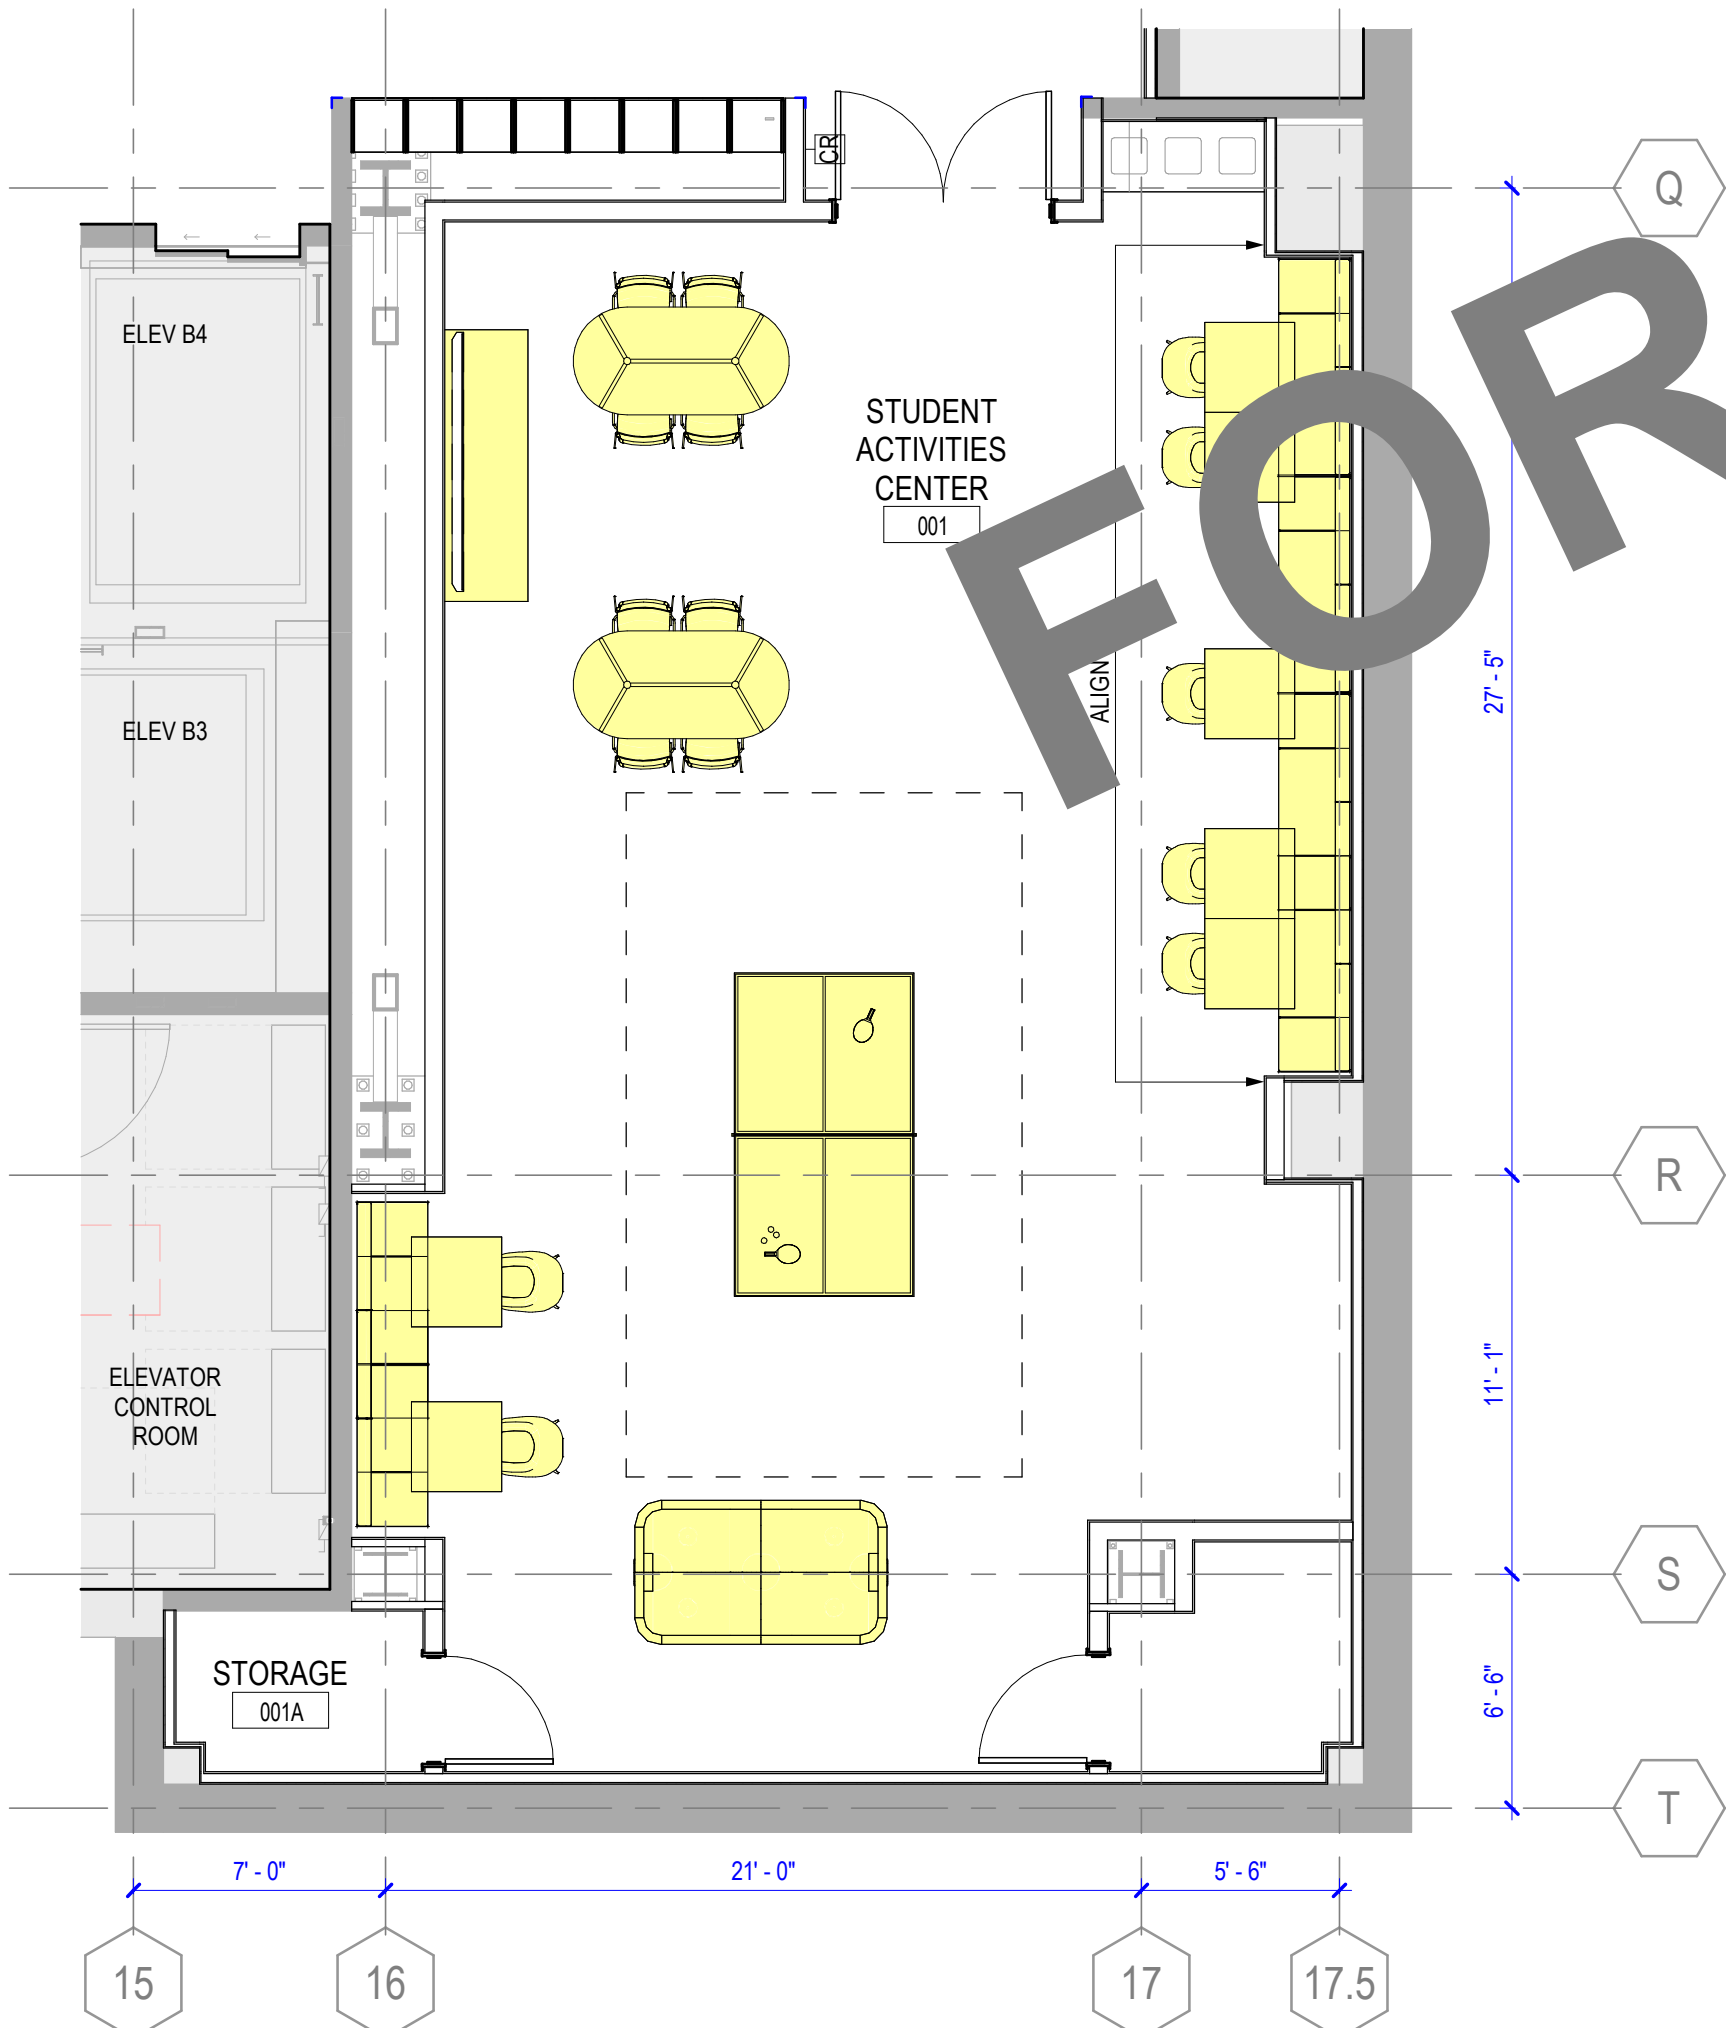 CR
Q
ELEV B4
STUDENT
ACTIVITIES
CENTER
001
FOR
ALIGN
27' - 5"
ELEV B3
R
ELEVATOR
CONTROL
ROOM
11' - 1"
S
STORAGE
001A
6' - 6"
T
7' - 0"
21' - 0"
5' - 6"
15
16
17
17.5